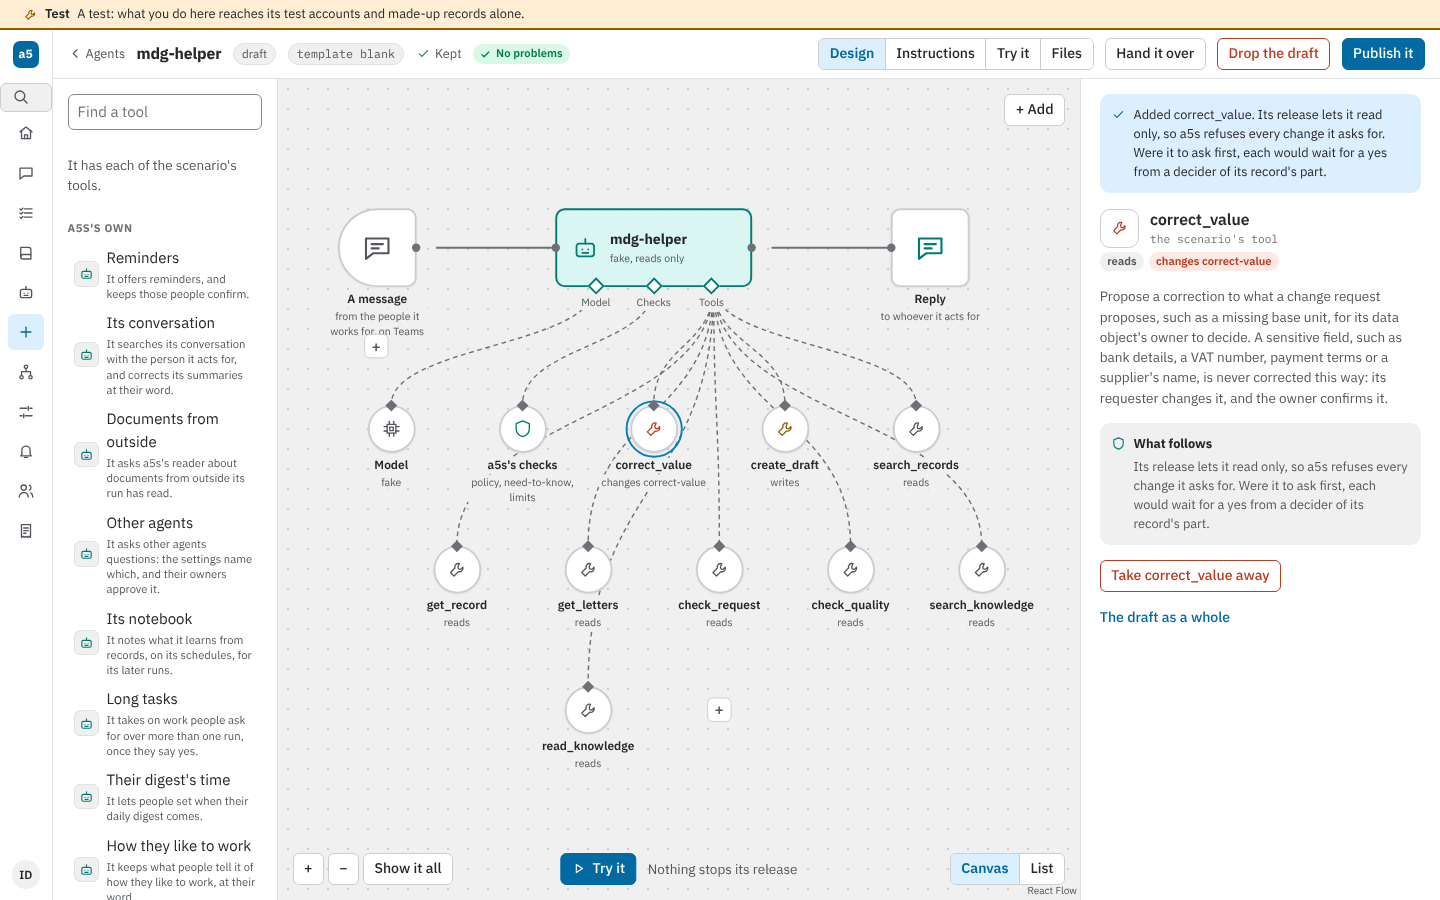 Test A test: what you do here reaches its test accounts and made-up records alone.
a5
Agents mdg-helper draft template blank Kept No problems
Design Instructions Try it Files Hand it over Drop the draft Publish it
Find a tool
It has each of the scenario's
tools.
A5S'S OWN
Reminders
It offers reminders, and
keeps those people confirm.
Its conversation
It searches its conversation
with the person it acts for,
and corrects its summaries
at their word.
Documents from
outside
It asks a5s's reader about
documents from outside its
run has read.
Other agents
It asks other agents
questions: the settings name
which, and their owners
approve it.
Its notebook
It notes what it learns from
records, on its schedules, for
its later runs.
Long tasks
It takes on work people ask
for over more than one run,
once they say yes.
Their digest's time
It lets people set when their
daily digest comes.
How they like to work
It keeps what people tell it of
how they like to work, at their
word.
ID
+ Add
mdg-helper
fake, reads only
A message
from the people it
works for, on Teams
+
Model Checks Tools
Reply
to whoever it acts for
Model
fake
a5s's checks
policy, need-to-know,
limits
correct_value
changes correct-value
create_draft
writes
search_records
reads
get_record
reads
get_letters
reads
check_request
reads
check_quality
reads
search_knowledge
reads
read_knowledge
reads
+
+ − Show it all
Try it Nothing stops its release
Canvas List
React Flow
Added correct_value. Its release lets it read
only, so a5s refuses every change it asks for.
Were it to ask first, each would wait for a yes
from a decider of its record's part.
correct_value
the scenario's tool
reads changes correct-value
Propose a correction to what a change request
proposes, such as a missing base unit, for its data
object's owner to decide. A sensitive field, such as
bank details, a VAT number, payment terms or a
supplier's name, is never corrected this way: its
requester changes it, and the owner confirms it.
What follows
Its release lets it read only, so a5s refuses every
change it asks for. Were it to ask first, each
would wait for a yes from a decider of its
record's part.
Take correct_value away
The draft as a whole